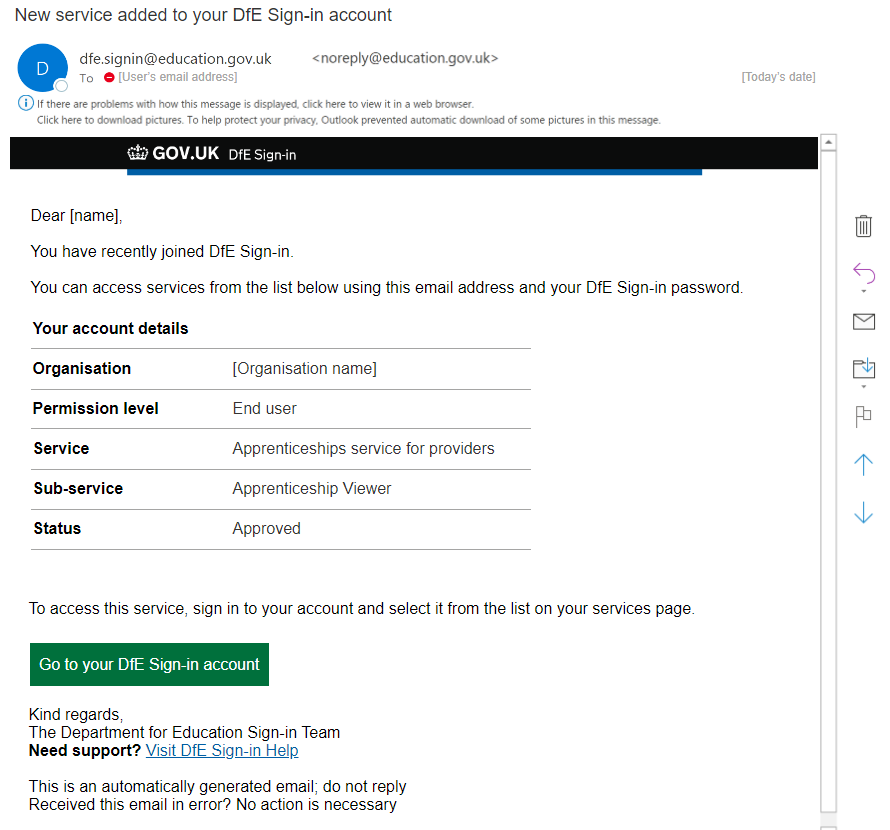 New service added to your DfE Sign-in account
D
dfe.signin@education.gov.uk <noreply@education.gov.uk>
To [User's email address] [Today's date]
If there are problems with how this message is displayed, click here to view it in a web browser.
Click here to download pictures. To help protect your privacy, Outlook prevented automatic download of some pictures in this message.
GOV.UK DfE Sign-in
Dear [name],
You have recently joined DfE Sign-in.
You can access services from the list below using this email address and your DfE Sign-in password.
Your account details
Organisation [Organisation name]
Permission level End user
Service Apprenticeships service for providers
Sub-service Apprenticeship Viewer
Status Approved
To access this service, sign in to your account and select it from the list on your services page.
Go to your DfE Sign-in account
Kind regards,
The Department for Education Sign-in Team
Need support? Visit DfE Sign-in Help
This is an automatically generated email; do not reply
Received this email in error? No action is necessary